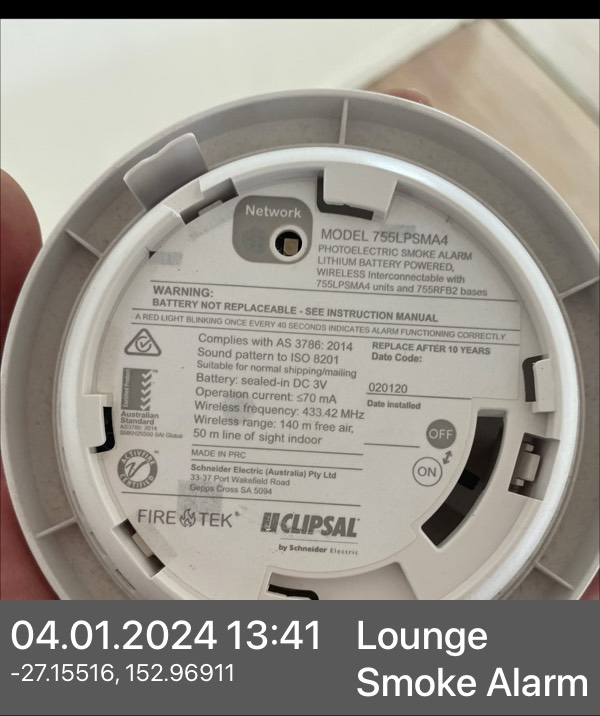 Network
MODEL 755LPSMA4
PHOTOELECTRIC SMOKE ALARM
LITHIUM BATTERY POWERED,
WIRELESS Interconnectable with
755LPSMA4 units and 755RFB2 bases
WARNING:
BATTERY NOT REPLACEABLE - SEE INSTRUCTION MANUAL
A RED LIGHT BLINKING ONCE EVERY 40 SECONDS INDICATES ALARM FUNCTIONING CORRECTLY
Complies with AS 3786: 2014
Sound pattern to ISO 8201
Suitable for normal shipping/mailing
Battery: sealed-in DC 3V
Operation current: ≤70 mA
Wireless frequency: 433.42 MHz
Wireless range: 140 m free air,
50 m line of sight indoor
REPLACE AFTER 10 YEARS
Date Code:
020120
Date installed
OFF
ON
Australian
Standard
AS3786: 2014
SAI Global
ACTIVFIRE
CERTIFIED
MADE IN PRC
Schneider Electric (Australia) Pty Ltd
33-37 Port Wakefield Road
Gepps Cross SA 5094
FIRE TEK
CLIPSAL
by Schneider Electric
04.01.2024 13:41
-27.15516, 152.96911
Lounge
Smoke Alarm